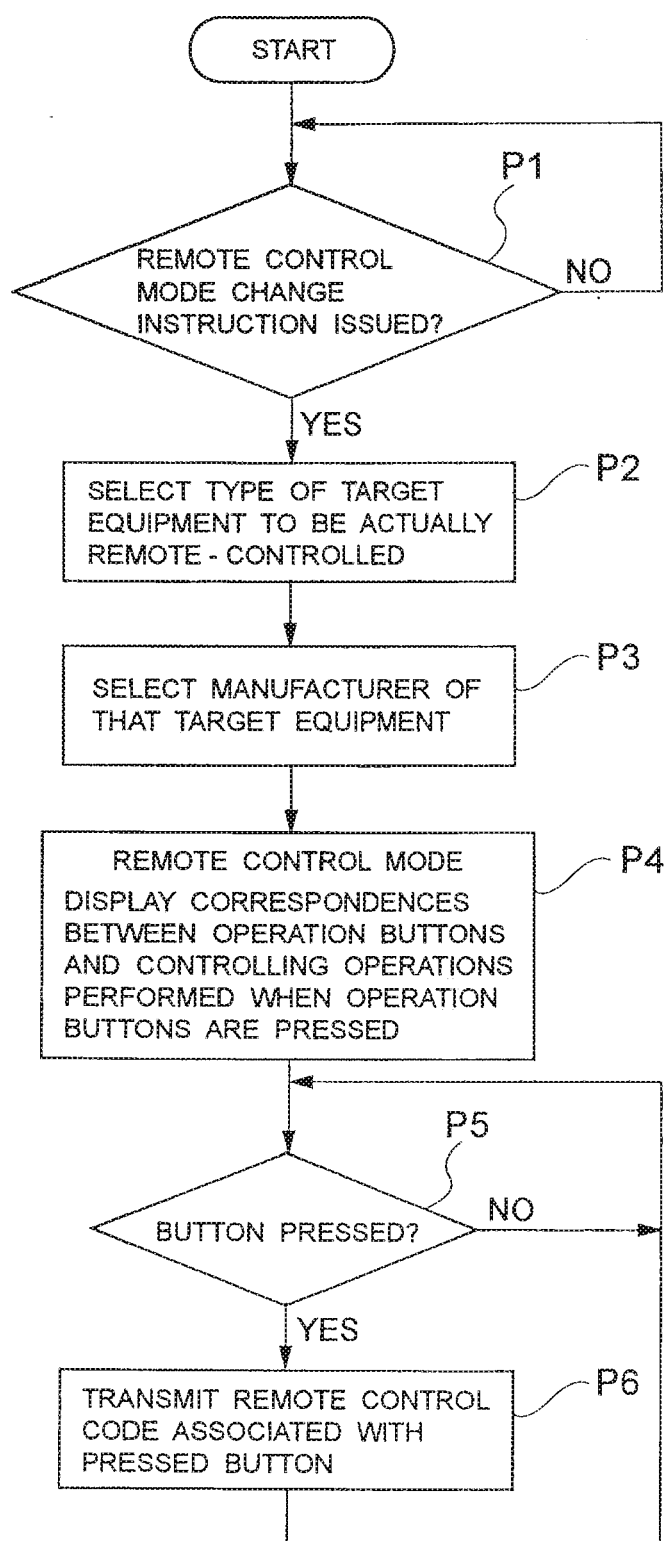 START
P1
REMOTE CONTROL
MODE CHANGE
INSTRUCTION ISSUED?
NO
YES
P2
SELECT TYPE OF TARGET
EQUIPMENT TO BE ACTUALLY
REMOTE - CONTROLLED
P3
SELECT MANUFACTURER OF
THAT TARGET EQUIPMENT
P4
REMOTE CONTROL MODE
DISPLAY CORRESPONDENCES
BETWEEN OPERATION BUTTONS
AND CONTROLLING OPERATIONS
PERFORMED WHEN OPERATION
BUTTONS ARE PRESSED
P5
BUTTON PRESSED?
NO
YES
P6
TRANSMIT REMOTE CONTROL
CODE ASSOCIATED WITH
PRESSED BUTTON